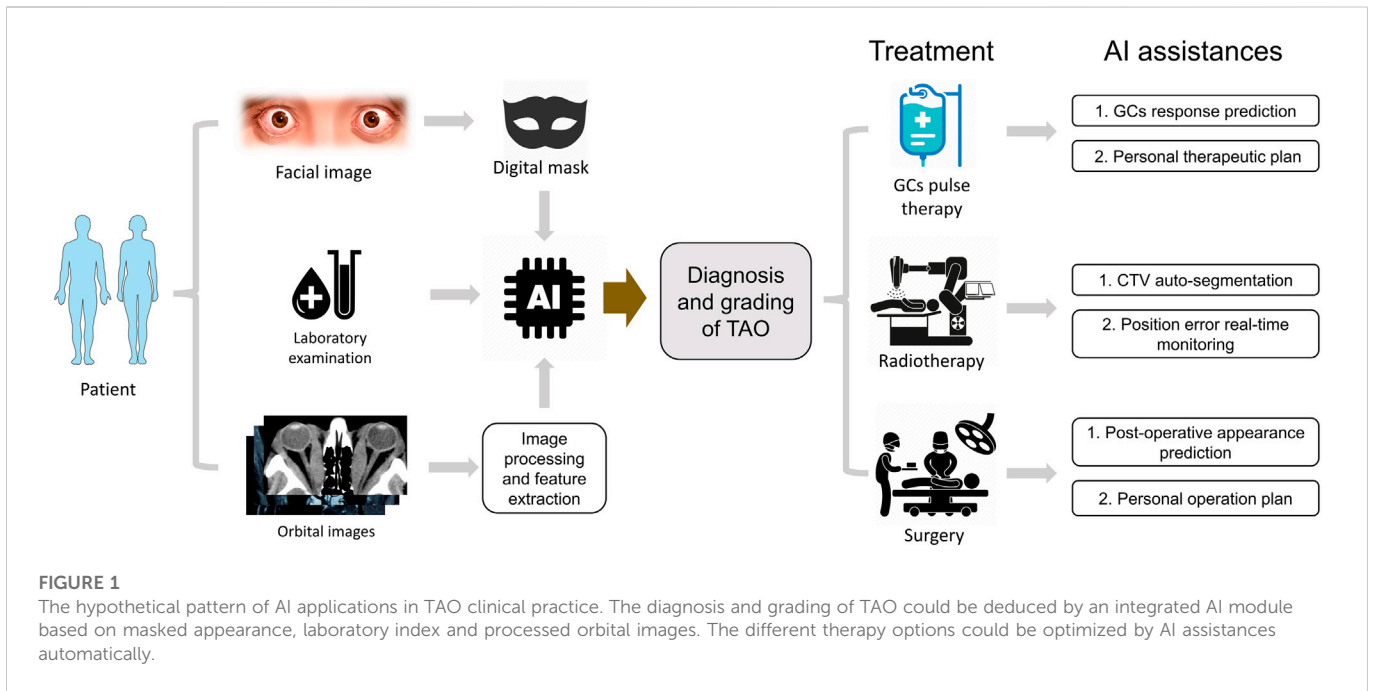 Treatment
AI assistances
Facial image
Digital mask
GCs pulse
therapy
1. GCs response prediction
2. Personal therapeutic plan
Patient
Laboratory
examination
AI
Diagnosis
and grading
of TAO
Radiotherapy
1. CTV auto-segmentation
2. Position error real-time
monitoring
Orbital images
Image
processing
and feature
extraction
Surgery
1. Post-operative appearance
prediction
2. Personal operation plan
FIGURE 1
The hypothetical pattern of AI applications in TAO clinical practice. The diagnosis and grading of TAO could be deduced by an integrated AI module
based on masked appearance, laboratory index and processed orbital images. The different therapy options could be optimized by AI assistances
automatically.